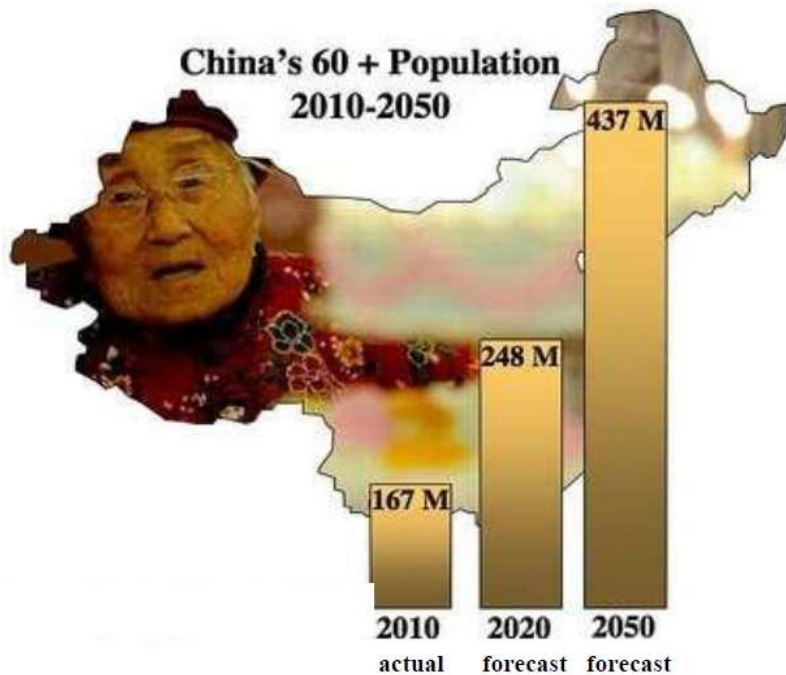 China's 60 + Population
2010-2050
437 M
248 M
167 M
2010 2020 2050
actual forecast forecast